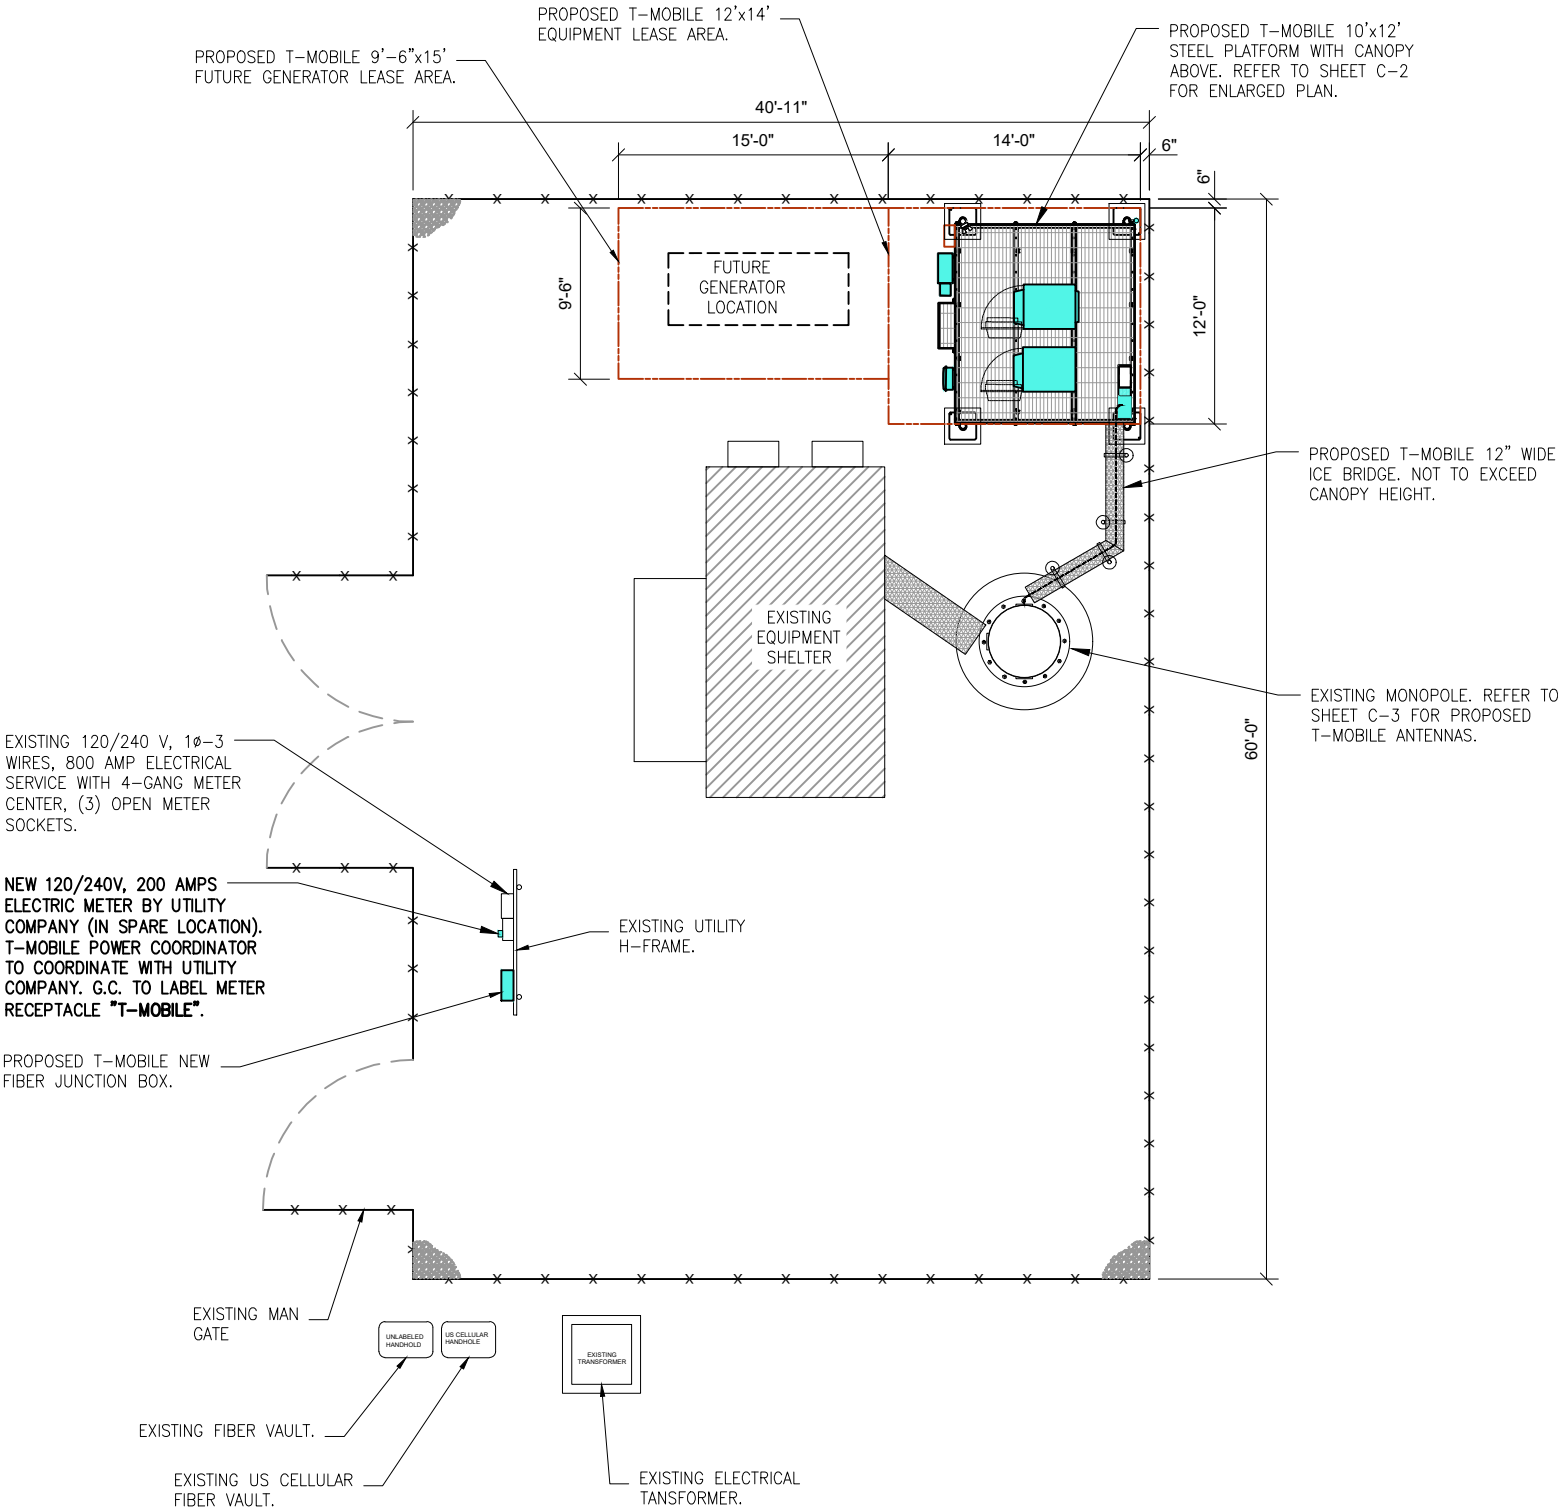 PROPOSED T-MOBILE 12'x14'
EQUIPMENT LEASE AREA.
PROPOSED T-MOBILE 10'x12'
STEEL PLATFORM WITH CANOPY
ABOVE. REFER TO SHEET C-2
FOR ENLARGED PLAN.
PROPOSED T-MOBILE 9'-6"x15'
FUTURE GENERATOR LEASE AREA.
40'-11"
15'-0"
14'-0"
6"
6"
9'-6"
FUTURE
GENERATOR
LOCATION
12'-0"
PROPOSED T-MOBILE 12" WIDE
ICE BRIDGE. NOT TO EXCEED
CANOPY HEIGHT.
EXISTING
EQUIPMENT
SHELTER
EXISTING MONOPOLE. REFER TO
SHEET C-3 FOR PROPOSED
T-MOBILE ANTENNAS.
60'-0"
EXISTING 120/240 V, 1ø-3
WIRES, 800 AMP ELECTRICAL
SERVICE WITH 4-GANG METER
CENTER, (3) OPEN METER
SOCKETS.
NEW 120/240V, 200 AMPS
ELECTRIC METER BY UTILITY
COMPANY (IN SPARE LOCATION).
T-MOBILE POWER COORDINATOR
TO COORDINATE WITH UTILITY
COMPANY. G.C. TO LABEL METER
RECEPTACLE "T-MOBILE".
EXISTING UTILITY
H-FRAME.
PROPOSED T-MOBILE NEW
FIBER JUNCTION BOX.
EXISTING MAN
GATE
UNLABELED
HANDHOLD
US CELLULAR
HANDHOLE
EXISTING
TRANSFORMER
EXISTING FIBER VAULT.
EXISTING US CELLULAR
FIBER VAULT.
EXISTING ELECTRICAL
TANSFORMER.